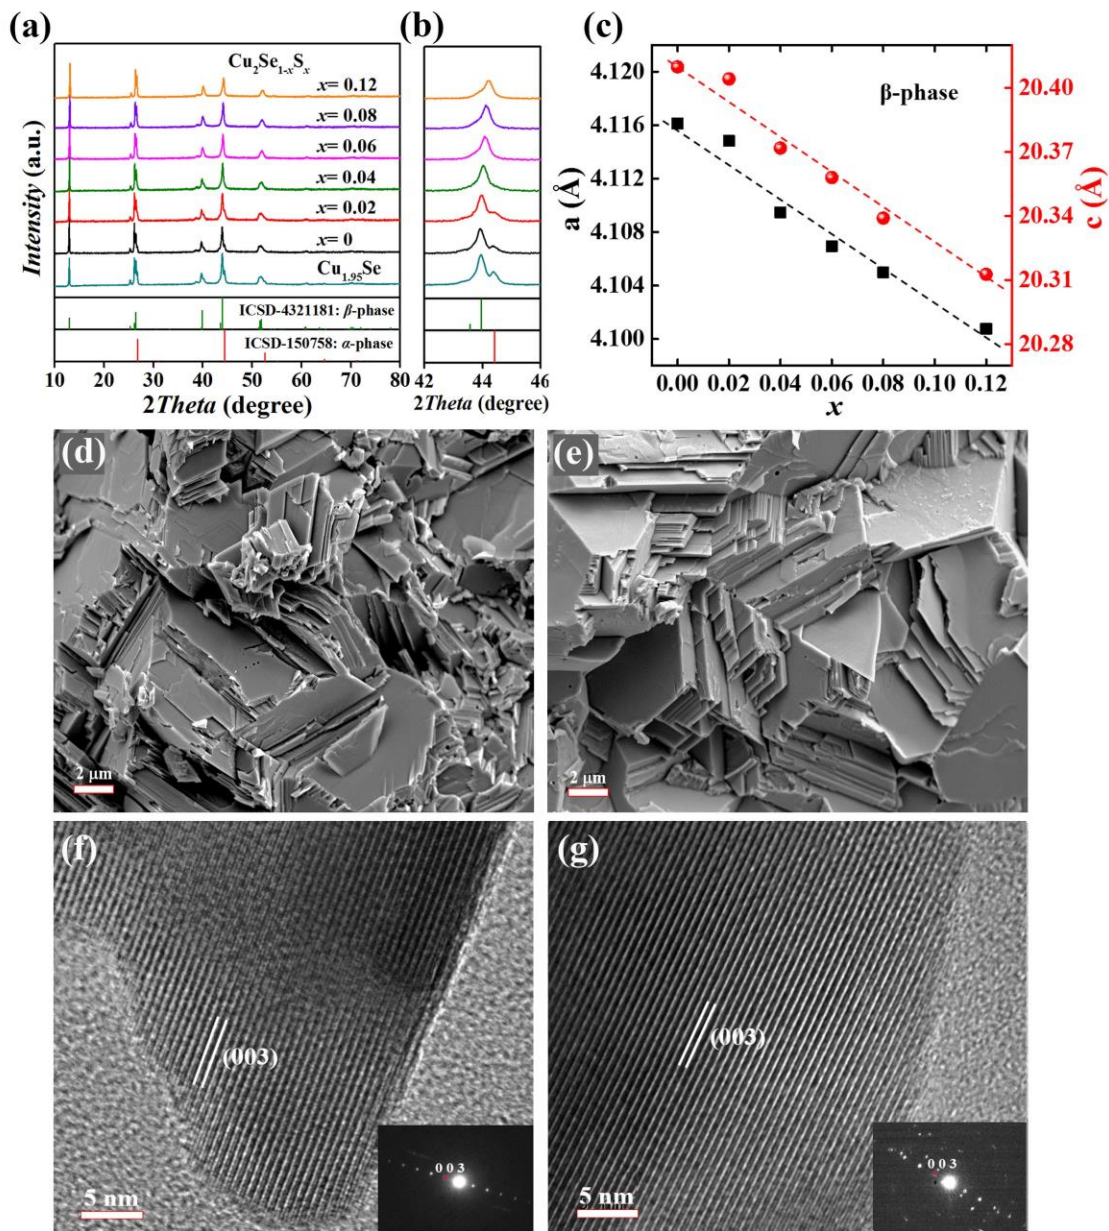 (a)
Cu2Se1-xSx
x= 0.12
x= 0.08
x= 0.06
x= 0.04
x= 0.02
x= 0
Cu1.95Se
ICSD-4321181: β-phase
ICSD-150758: α-phase
Intensity (a.u.)
10 20 30 40 50 60 70 80
2Theta (degree)
(b)
42 44 46
2Theta (degree)
(c)
β-phase
4.120
4.116
4.112
4.108
4.104
4.100
a (Å)
20.40
20.37
20.34
20.31
20.28
c (Å)
0.00 0.02 0.04 0.06 0.08 0.10 0.12
x
(d)
2 μm
(e)
2 μm
(f)
(003)
5 nm
0 0 3
(g)
(003)
5 nm
0 0 3